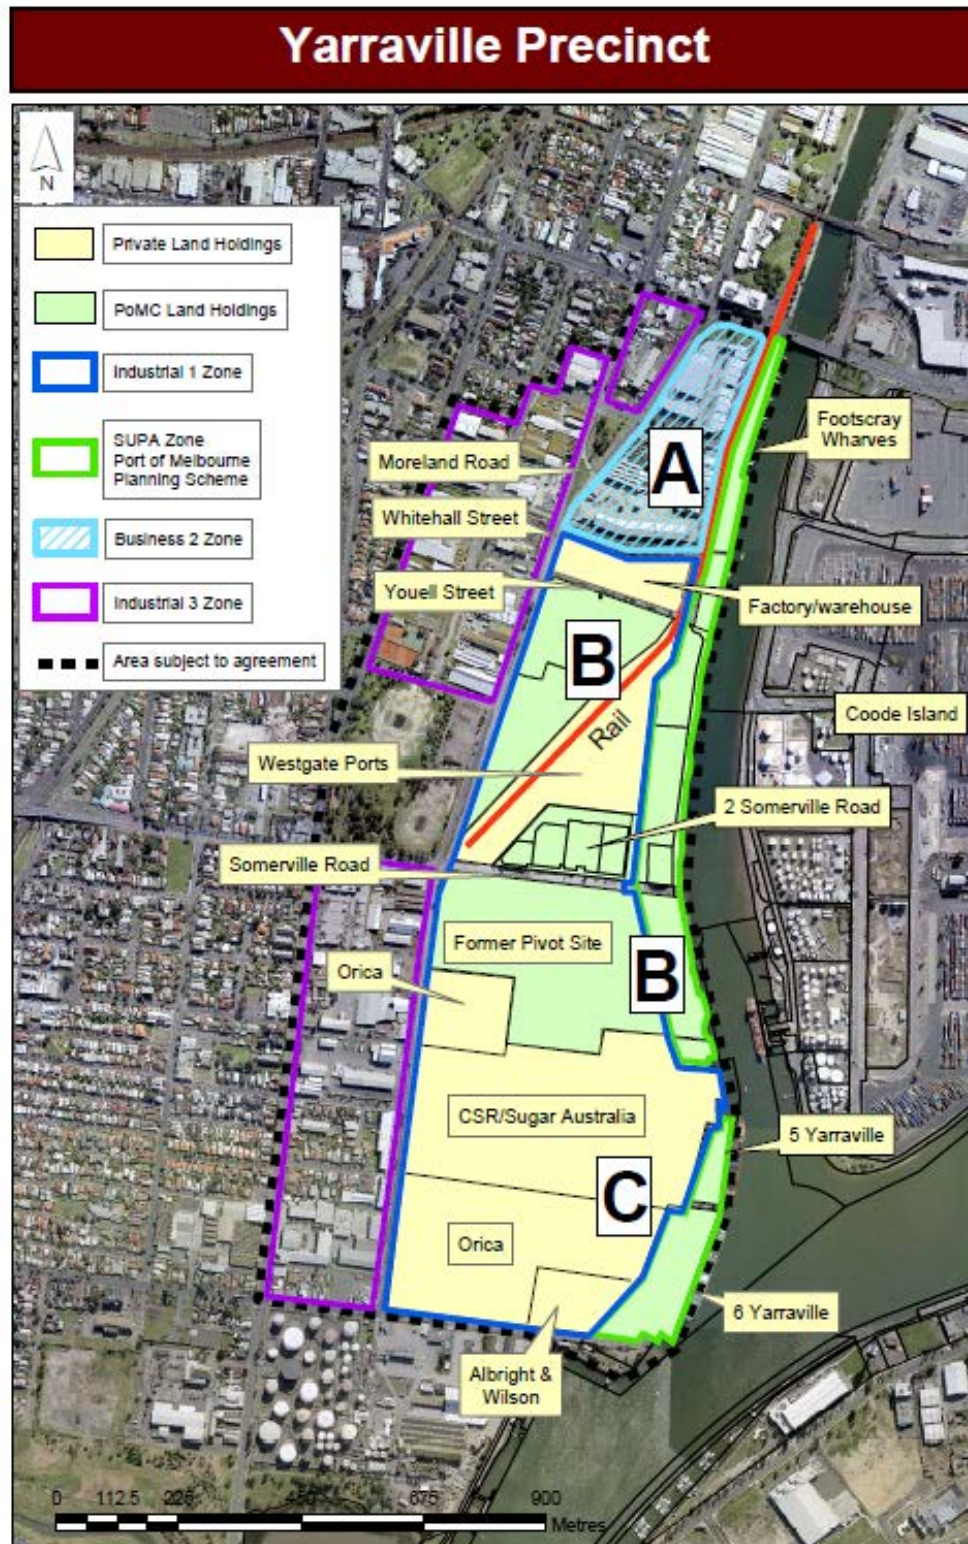 Yarraville Precinct
N
Private Land Holdings
PoMC Land Holdings
Industrial 1 Zone
SUPA Zone
Port of Melbourne
Planning Scheme
Business 2 Zone
Industrial 3 Zone
Area subject to agreement
Footscray
Wharves
Moreland Road
A
Whitehall Street
Youell Street
Factory/warehouse
B
Coode Island
Rail
Westgate Ports
2 Somerville Road
Somerville Road
Former Pivot Site
Orica
B
CSR/Sugar Australia
5 Yarraville
C
Orica
6 Yarraville
Albright &
Wilson
0 112.5 225 450 675 900
Metres